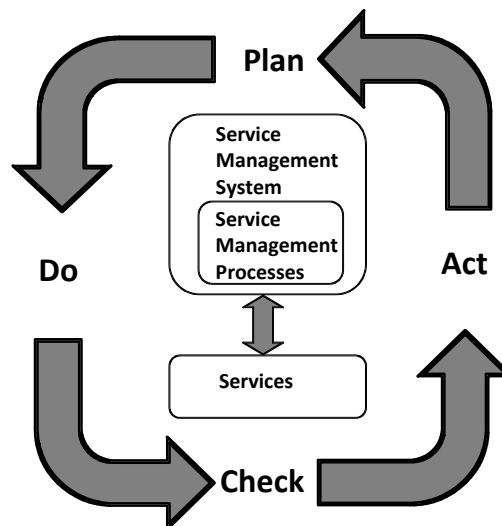 Plan
Service
Management
System
Service
Management
Processes
Do
Act
Services
Check